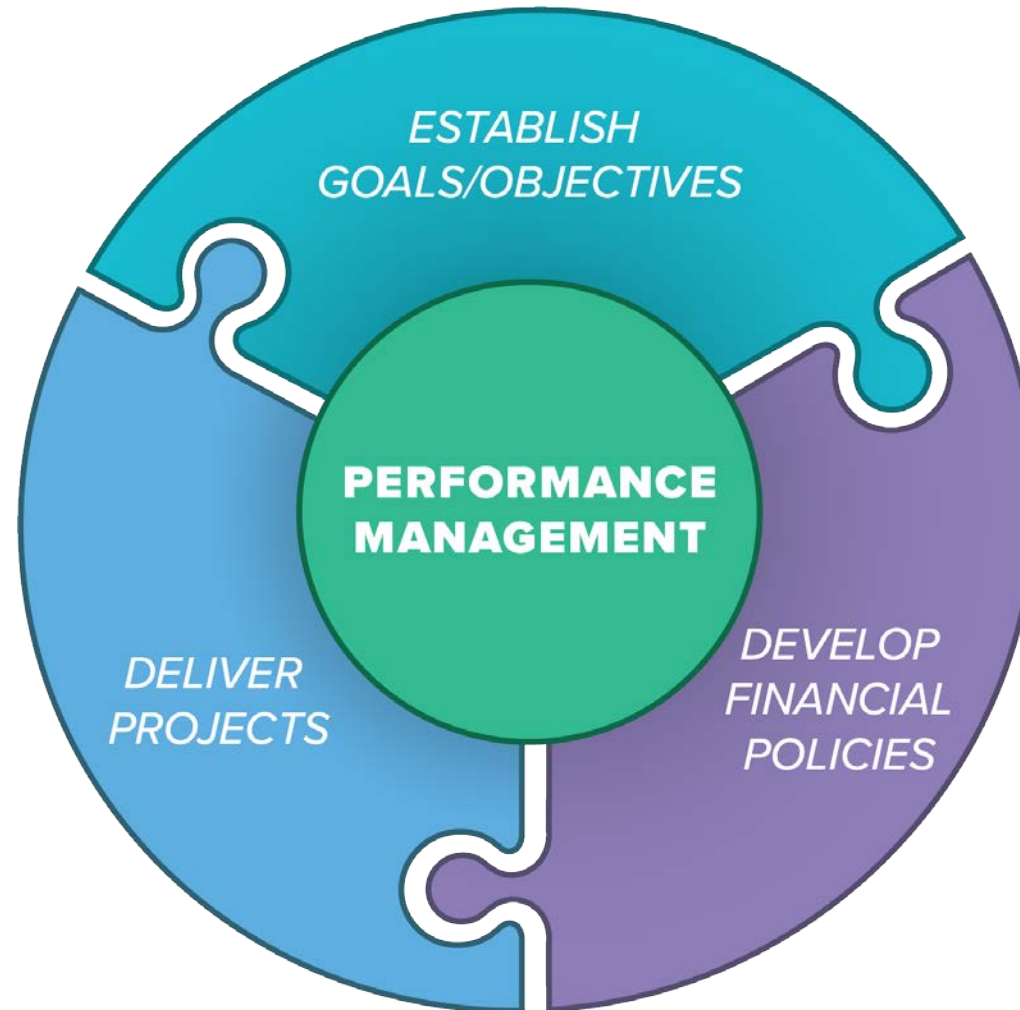 ESTABLISH
GOALS/OBJECTIVES
PERFORMANCE
MANAGEMENT
DELIVER
PROJECTS
DEVELOP
FINANCIAL
POLICIES